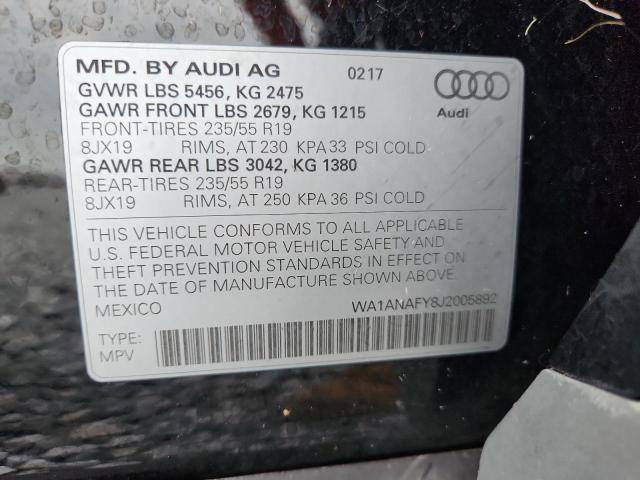 MFD. BY AUDI AG 0217
GVWR LBS 5456, KG 2475
GAWR FRONT LBS 2679, KG 1215
FRONT-TIRES 235/55 R19
8JX19 RIMS, AT 230 KPA 33 PSI COLD
GAWR REAR LBS 3042, KG 1380
REAR-TIRES 235/55 R19
8JX19 RIMS, AT 250 KPA 36 PSI COLD
Audi
THIS VEHICLE CONFORMS TO ALL APPLICABLE
U.S. FEDERAL MOTOR VEHICLE SAFETY AND
THEFT PREVENTION STANDARDS IN EFFECT ON
THE DATE OF MANUFACTURE SHOWN ABOVE.
MEXICO WA1ANAFY8J2005892
TYPE:
MPV